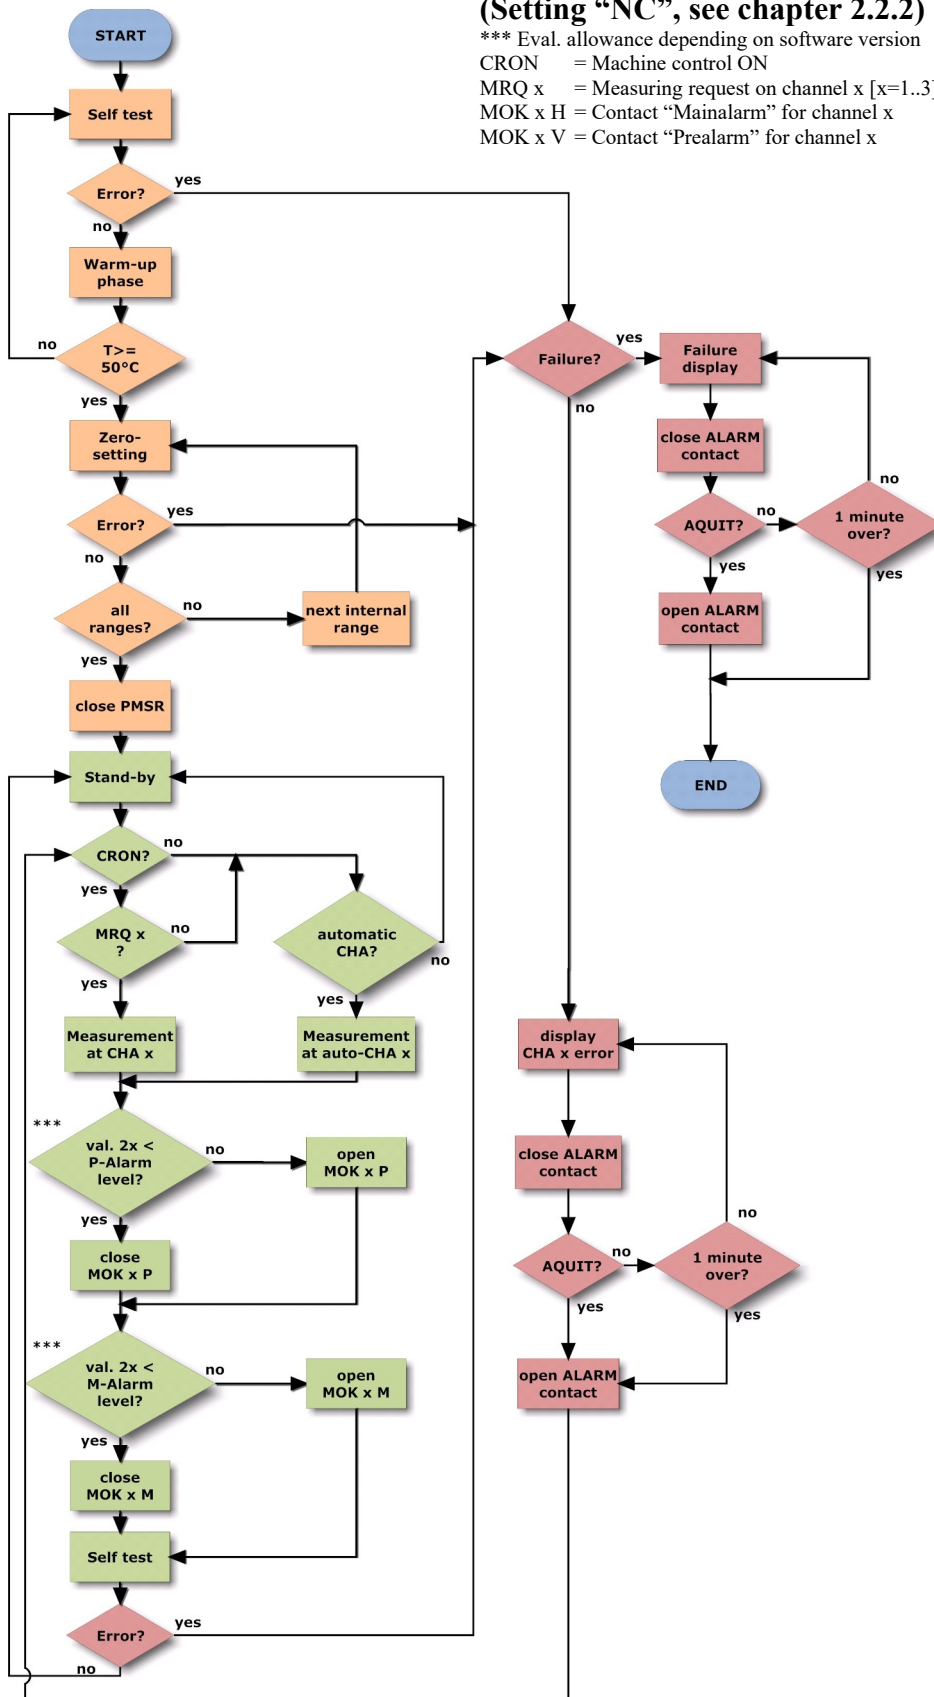 (Setting “NC”, see chapter 2.2.2)
*** Eval. allowance depending on software version
CRON = Machine control ON
MRQ x = Measuring request on channel x [x=1..3]
MOK x H = Contact “Mainalarm” for channel x
MOK x V = Contact “Prealarm” for channel x
START
Self test
Error?
yes
no
Warm-up
phase
T>=
50°C
no
yes
Zero-
setting
Error?
yes
no
all
ranges?
no
yes
next internal
range
close PMSR
Stand-by
CRON?
no
yes
MRQ x
?
no
yes
automatic
CHA?
no
yes
Measurement
at CHA x
Measurement
at auto-CHA x
***
val. 2x <
P-Alarm
level?
no
yes
open
MOK x P
close
MOK x P
***
val. 2x <
M-Alarm
level?
no
yes
open
MOK x M
close
MOK x M
Self test
Error?
yes
no
Failure?
yes
no
Failure
display
close ALARM
contact
AQUIT?
no
yes
1 minute
over?
no
yes
open ALARM
contact
END
display
CHA x error
close ALARM
contact
AQUIT?
no
yes
1 minute
over?
no
yes
open ALARM
contact